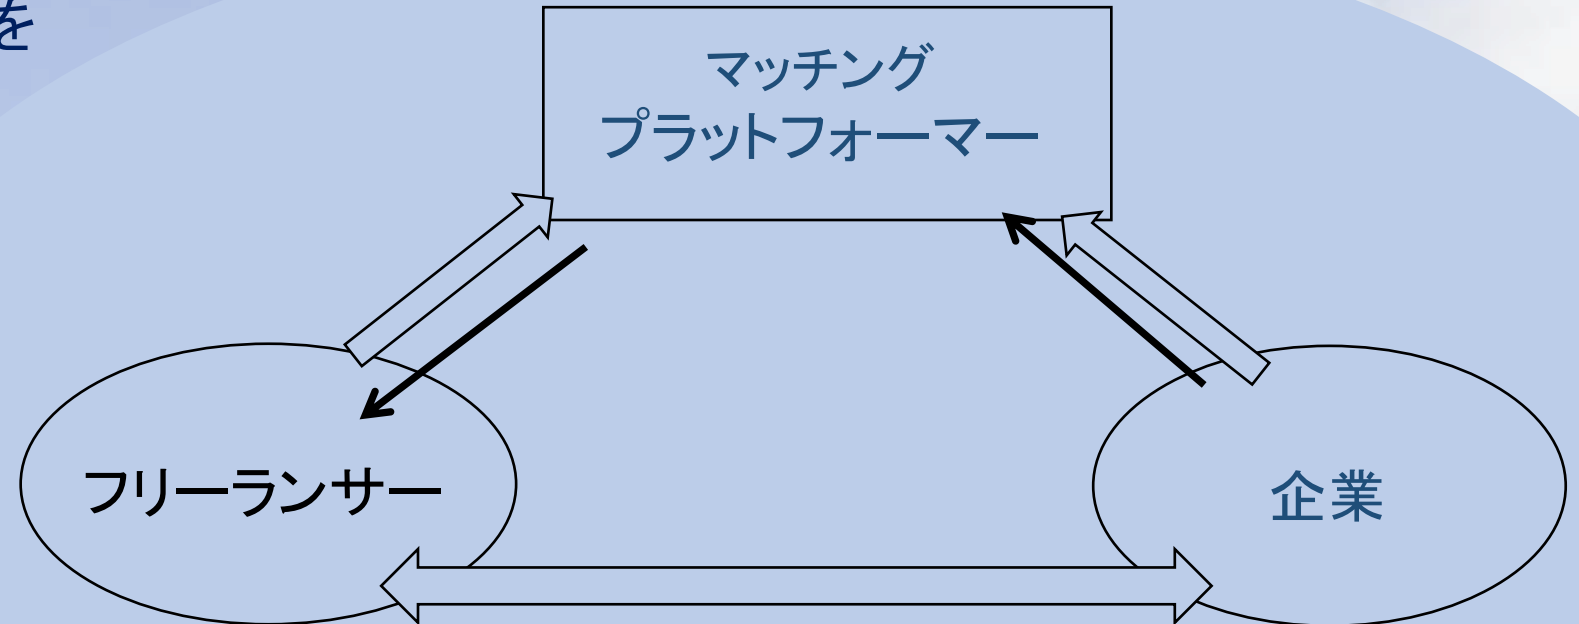 を
マッチング
プラットフォーマー
フリーランサー
企業